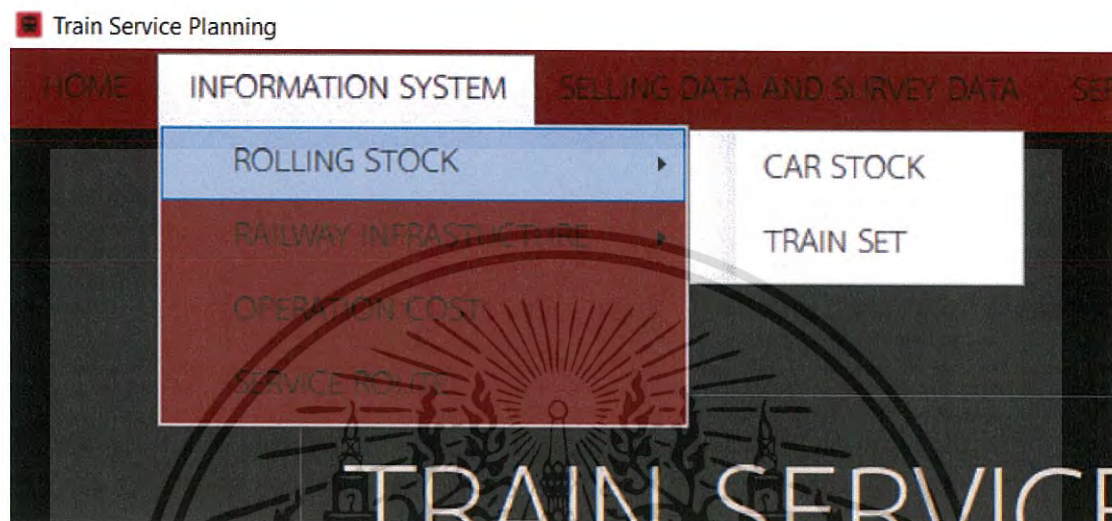 Train Service Planning
HOME INFORMATION SYSTEM SELLING DATA AND SURVEY DATA
ROLLING STOCK
CAR STOCK
RAILWAY INFRASTUCTURE
TRAIN SET
OPERATION COST
SERVICE ROUTE
TRAIN SERVICE